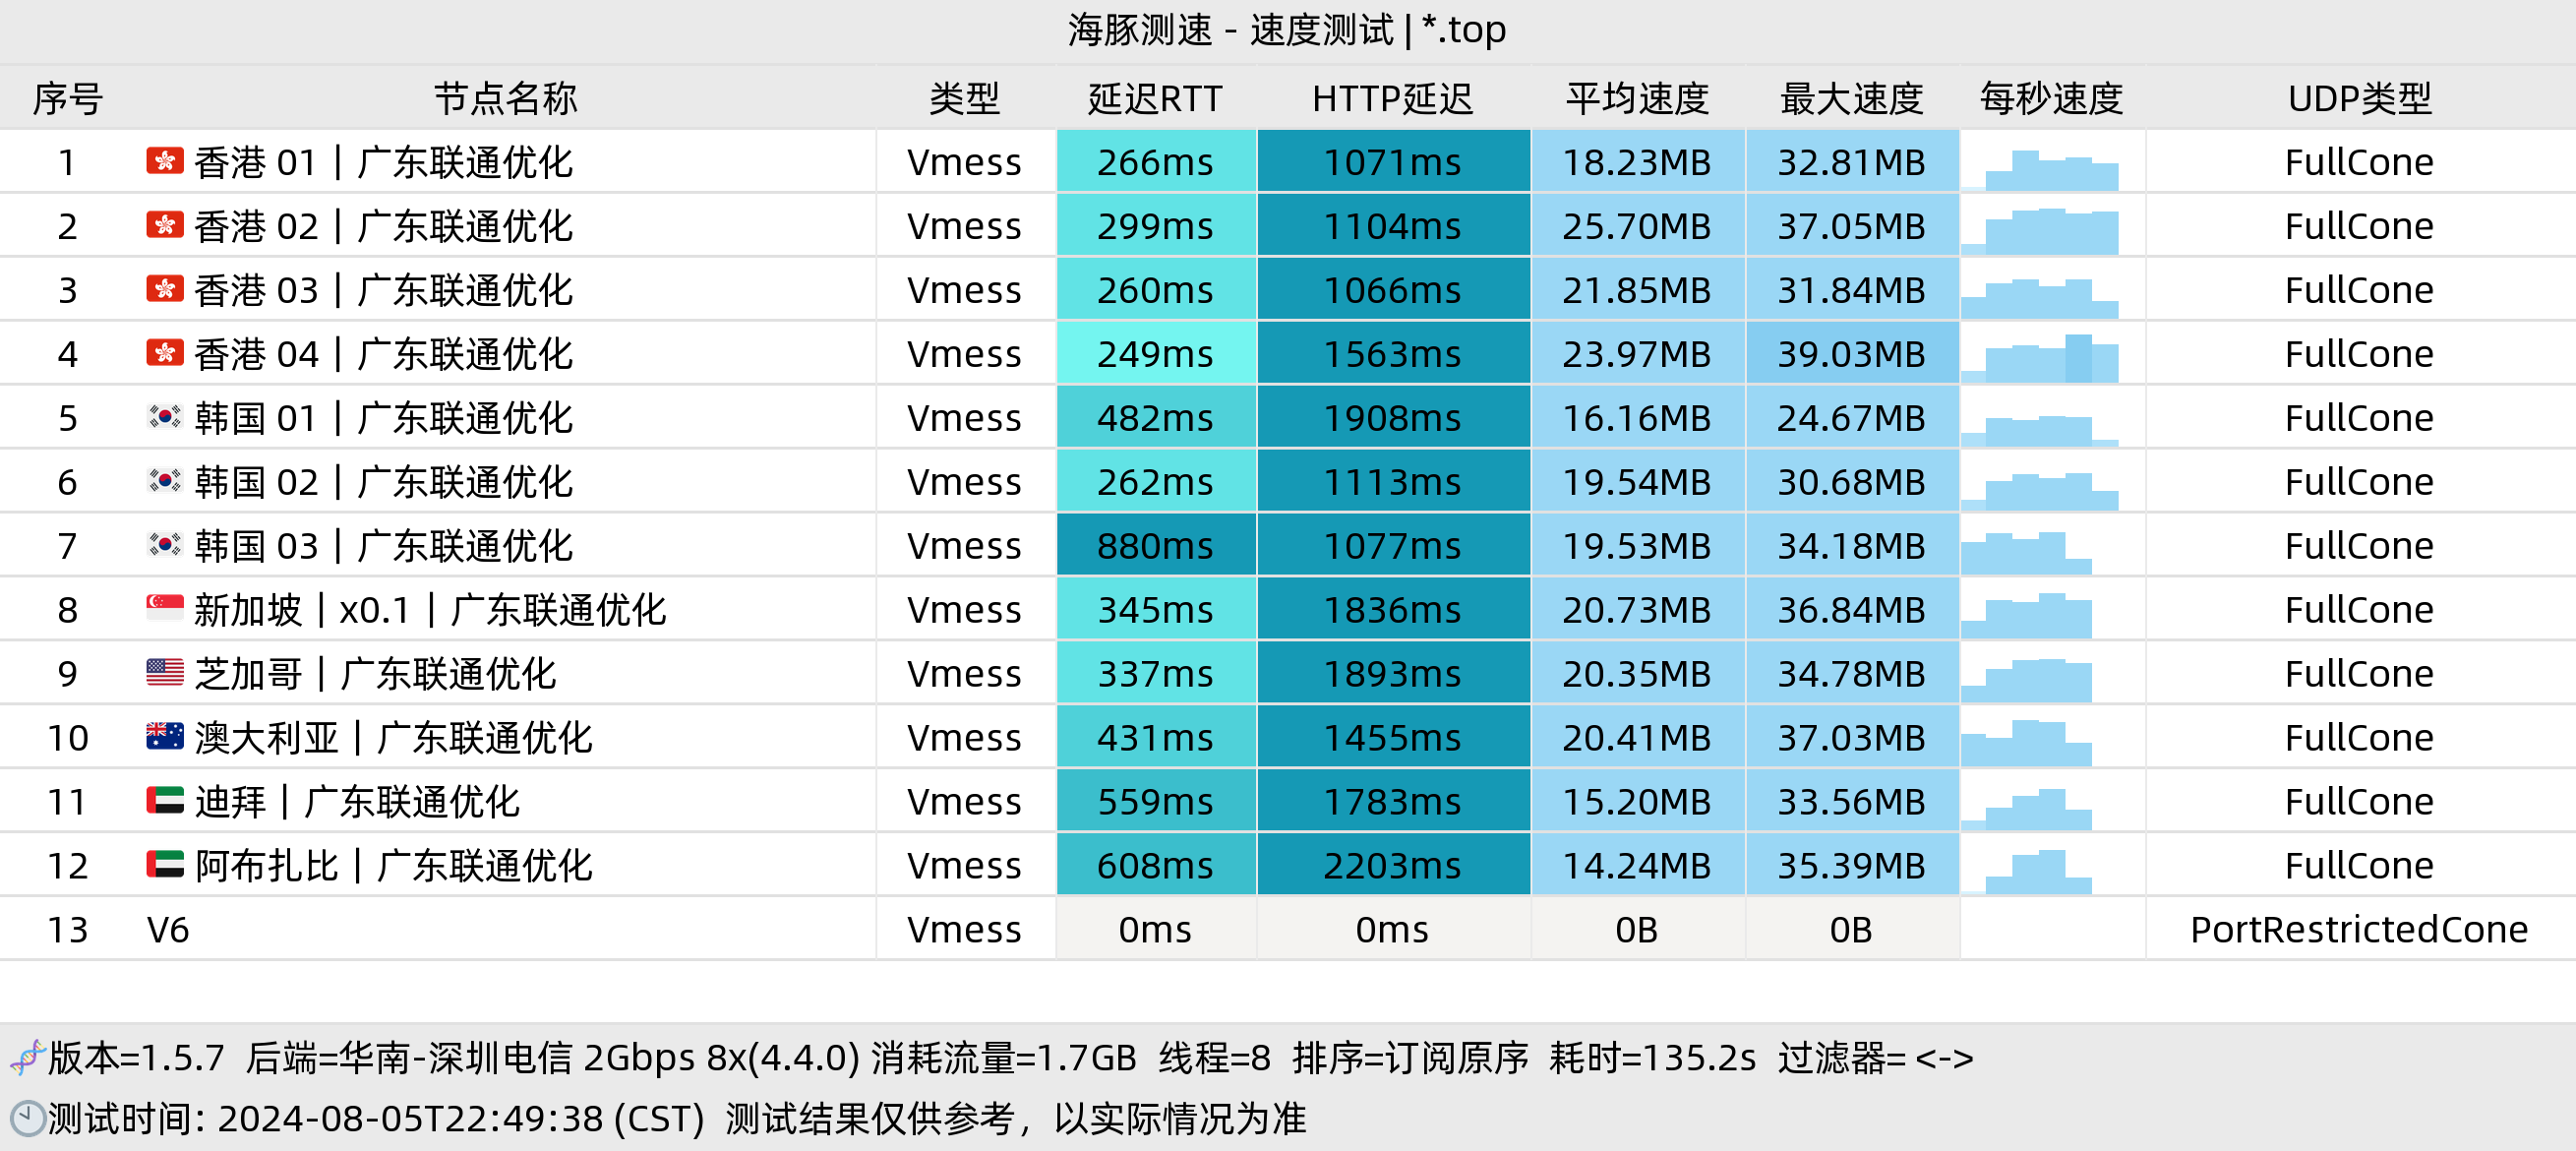 海豚测速 - 速度测试 | *.top
序号 节点名称 类型 延迟RTT HTTP延迟 平均速度 最大速度 每秒速度 UDP类型
1 香港 01｜广东联通优化 Vmess 266ms 1071ms 18.23MB 32.81MB FullCone
2 香港 02｜广东联通优化 Vmess 299ms 1104ms 25.70MB 37.05MB FullCone
3 香港 03｜广东联通优化 Vmess 260ms 1066ms 21.85MB 31.84MB FullCone
4 香港 04｜广东联通优化 Vmess 249ms 1563ms 23.97MB 39.03MB FullCone
5 韩国 01｜广东联通优化 Vmess 482ms 1908ms 16.16MB 24.67MB FullCone
6 韩国 02｜广东联通优化 Vmess 262ms 1113ms 19.54MB 30.68MB FullCone
7 韩国 03｜广东联通优化 Vmess 880ms 1077ms 19.53MB 34.18MB FullCone
8 新加坡｜x0.1｜广东联通优化 Vmess 345ms 1836ms 20.73MB 36.84MB FullCone
9 芝加哥｜广东联通优化 Vmess 337ms 1893ms 20.35MB 34.78MB FullCone
10 澳大利亚｜广东联通优化 Vmess 431ms 1455ms 20.41MB 37.03MB FullCone
11 迪拜｜广东联通优化 Vmess 559ms 1783ms 15.20MB 33.56MB FullCone
12 阿布扎比｜广东联通优化 Vmess 608ms 2203ms 14.24MB 35.39MB FullCone
13 V6 Vmess 0ms 0ms 0B 0B PortRestrictedCone
版本=1.5.7 后端=华南-深圳电信 2Gbps 8x(4.4.0) 消耗流量=1.7GB 线程=8 排序=订阅原序 耗时=135.2s 过滤器= <->
测试时间: 2024-08-05T22:49:38 (CST) 测试结果仅供参考，以实际情况为准